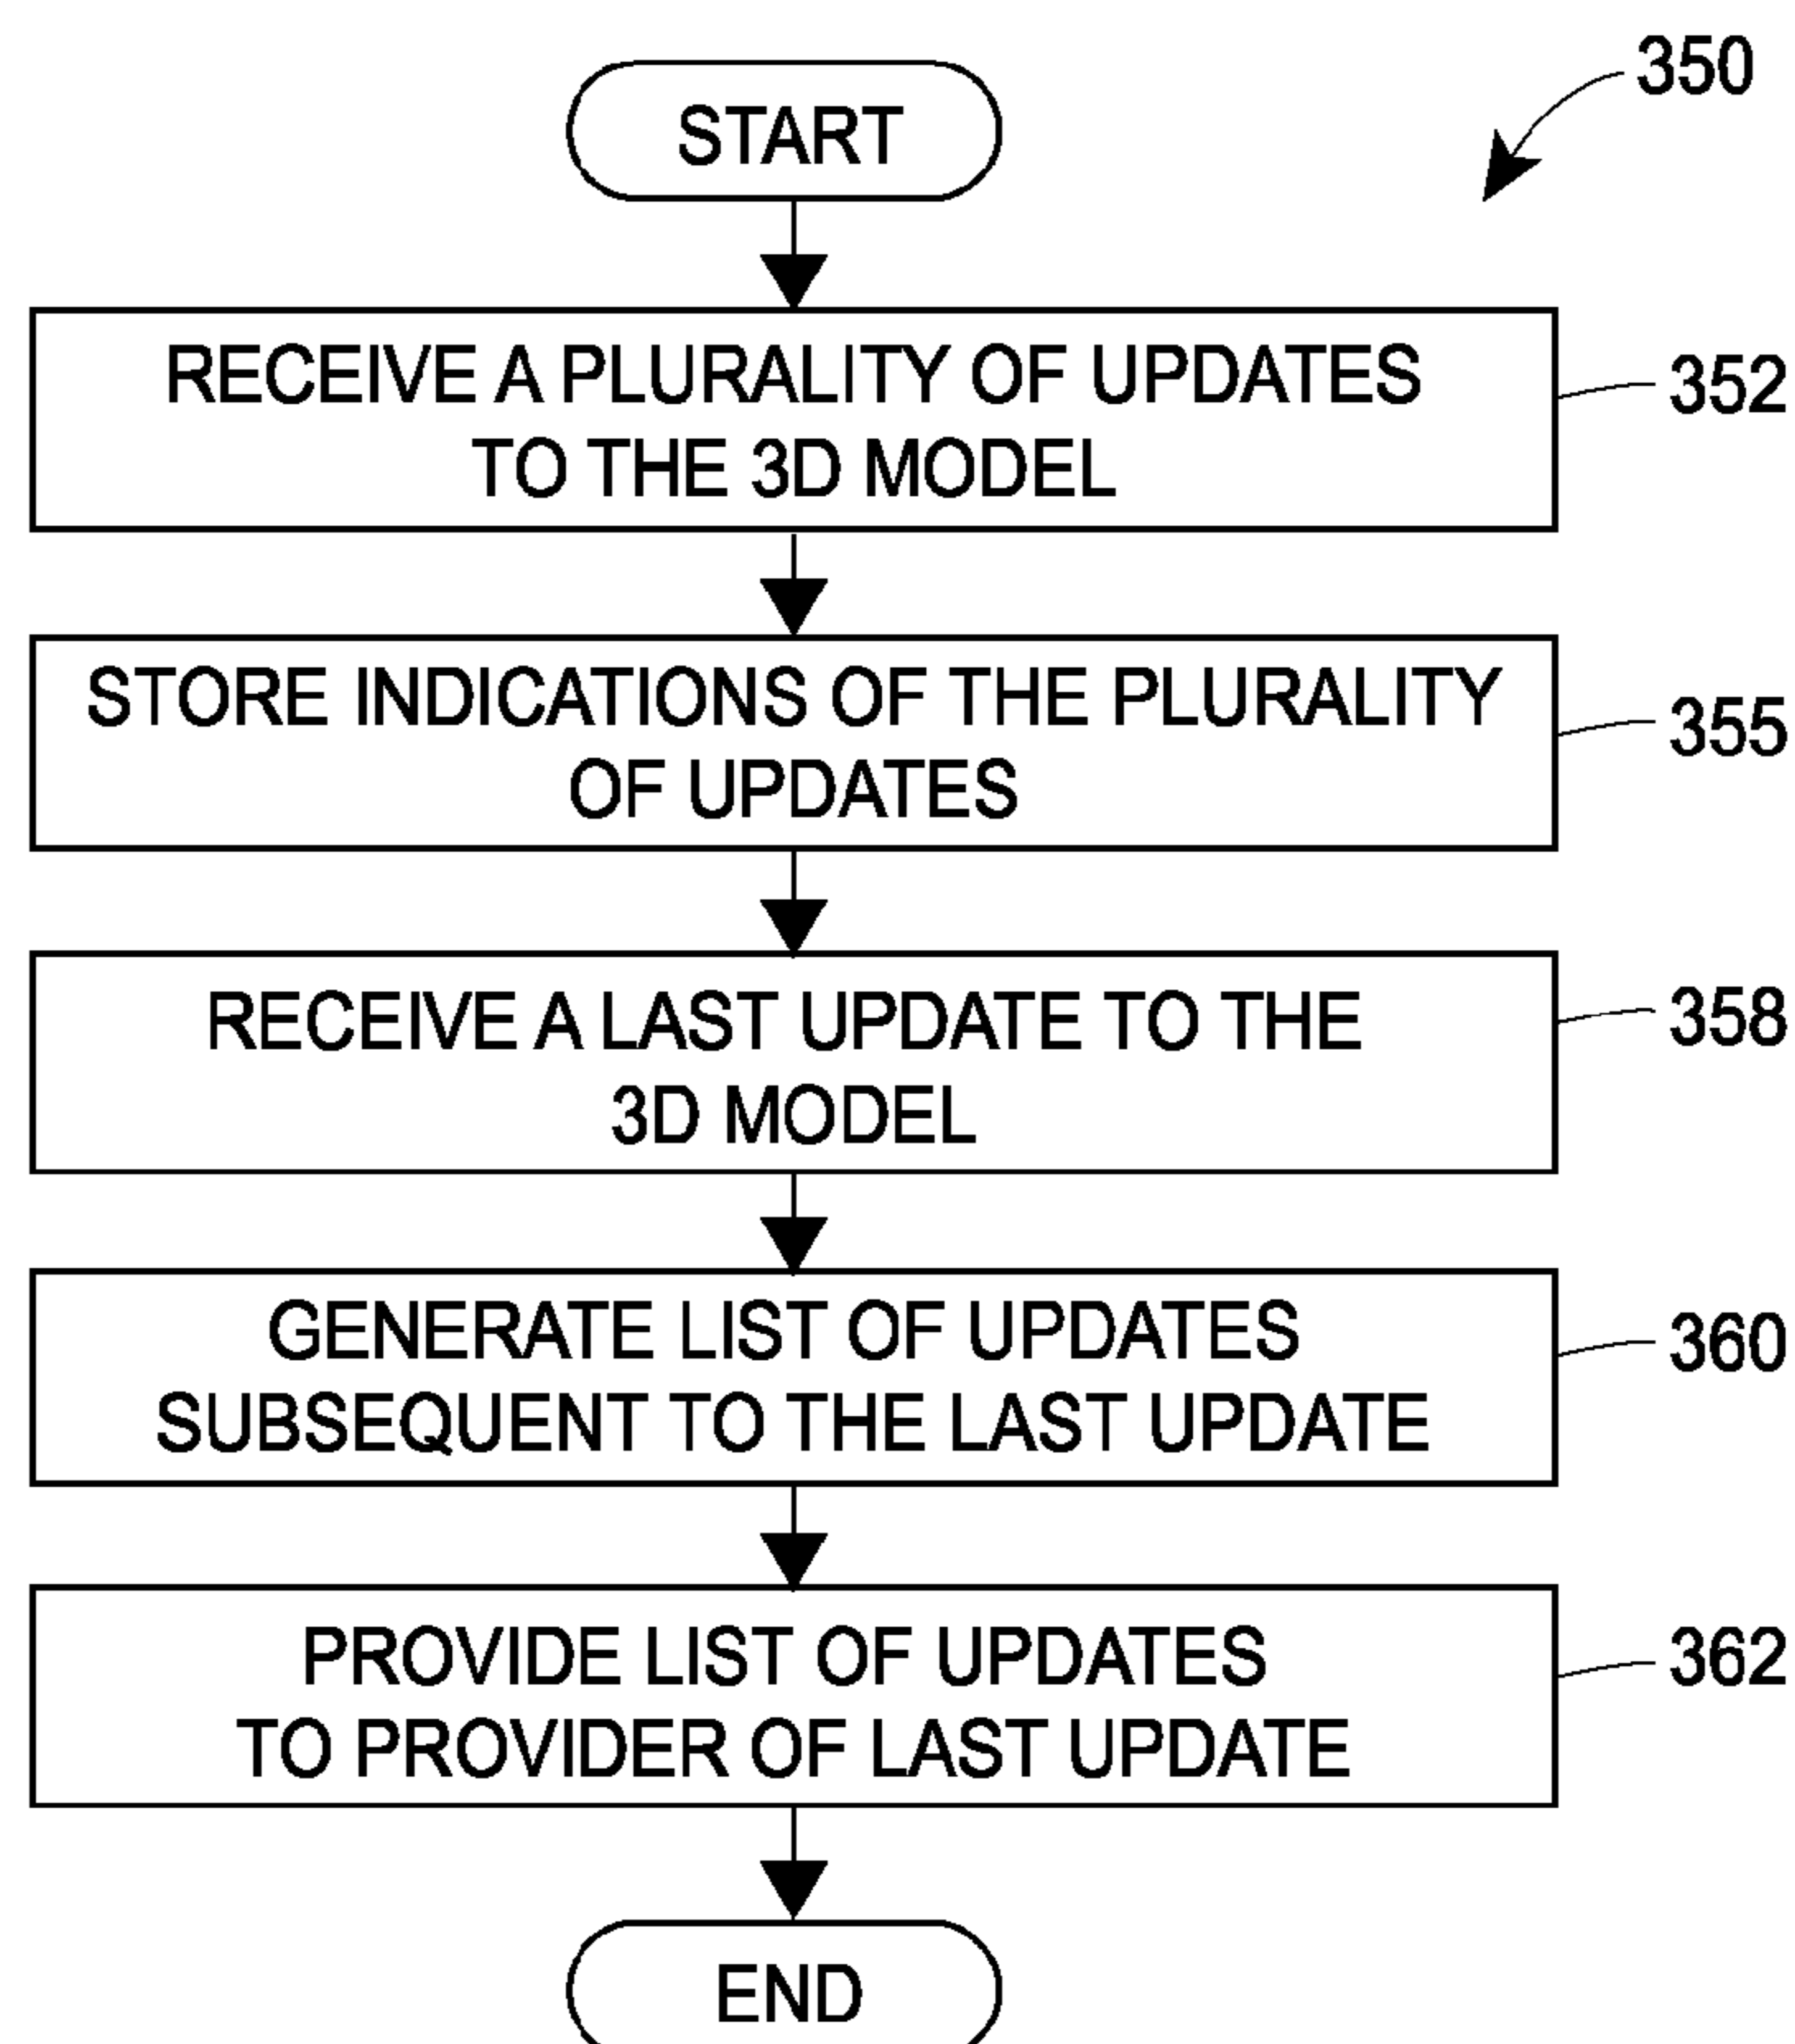 350
START
RECEIVE A PLURALITY OF UPDATES
TO THE 3D MODEL
352
STORE INDICATIONS OF THE PLURALITY
OF UPDATES
355
RECEIVE A LAST UPDATE TO THE
3D MODEL
358
GENERATE LIST OF UPDATES
SUBSEQUENT TO THE LAST UPDATE
360
PROVIDE LIST OF UPDATES
TO PROVIDER OF LAST UPDATE
362
END